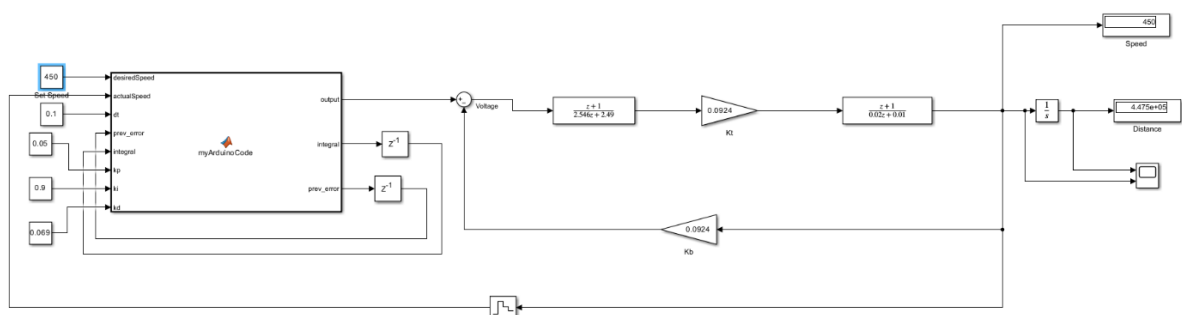 450
Set Speed
0.1
0.05
0.9
0.069
desiredSpeed
actualSpeed
dt
prev_error
integral
kp
ki
kd
myArduinoCode
output
integral
prev_error
z-1
z-1
+
-
Voltage
z + 1
2.546z + 2.49
0.0924
Kt
z + 1
0.02z + 0.01
1
s
450
Speed
4.475e+05
Distance
0.0924
Kb